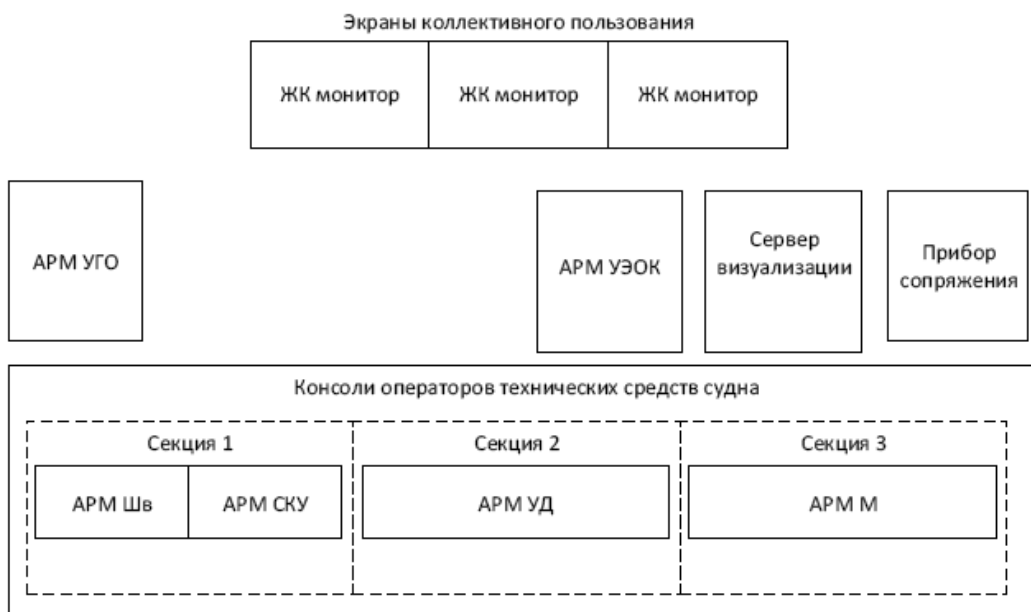 Экраны коллективного пользования
ЖК монитор
ЖК монитор
ЖК монитор
АРМ УГО
АРМ УЭОК
Сервер
визуализации
Прибор
сопряжения
Консоли операторов технических средств судна
Секция 1
Секция 2
Секция 3
АРМ Шв
АРМ СКУ
АРМ УД
АРМ М